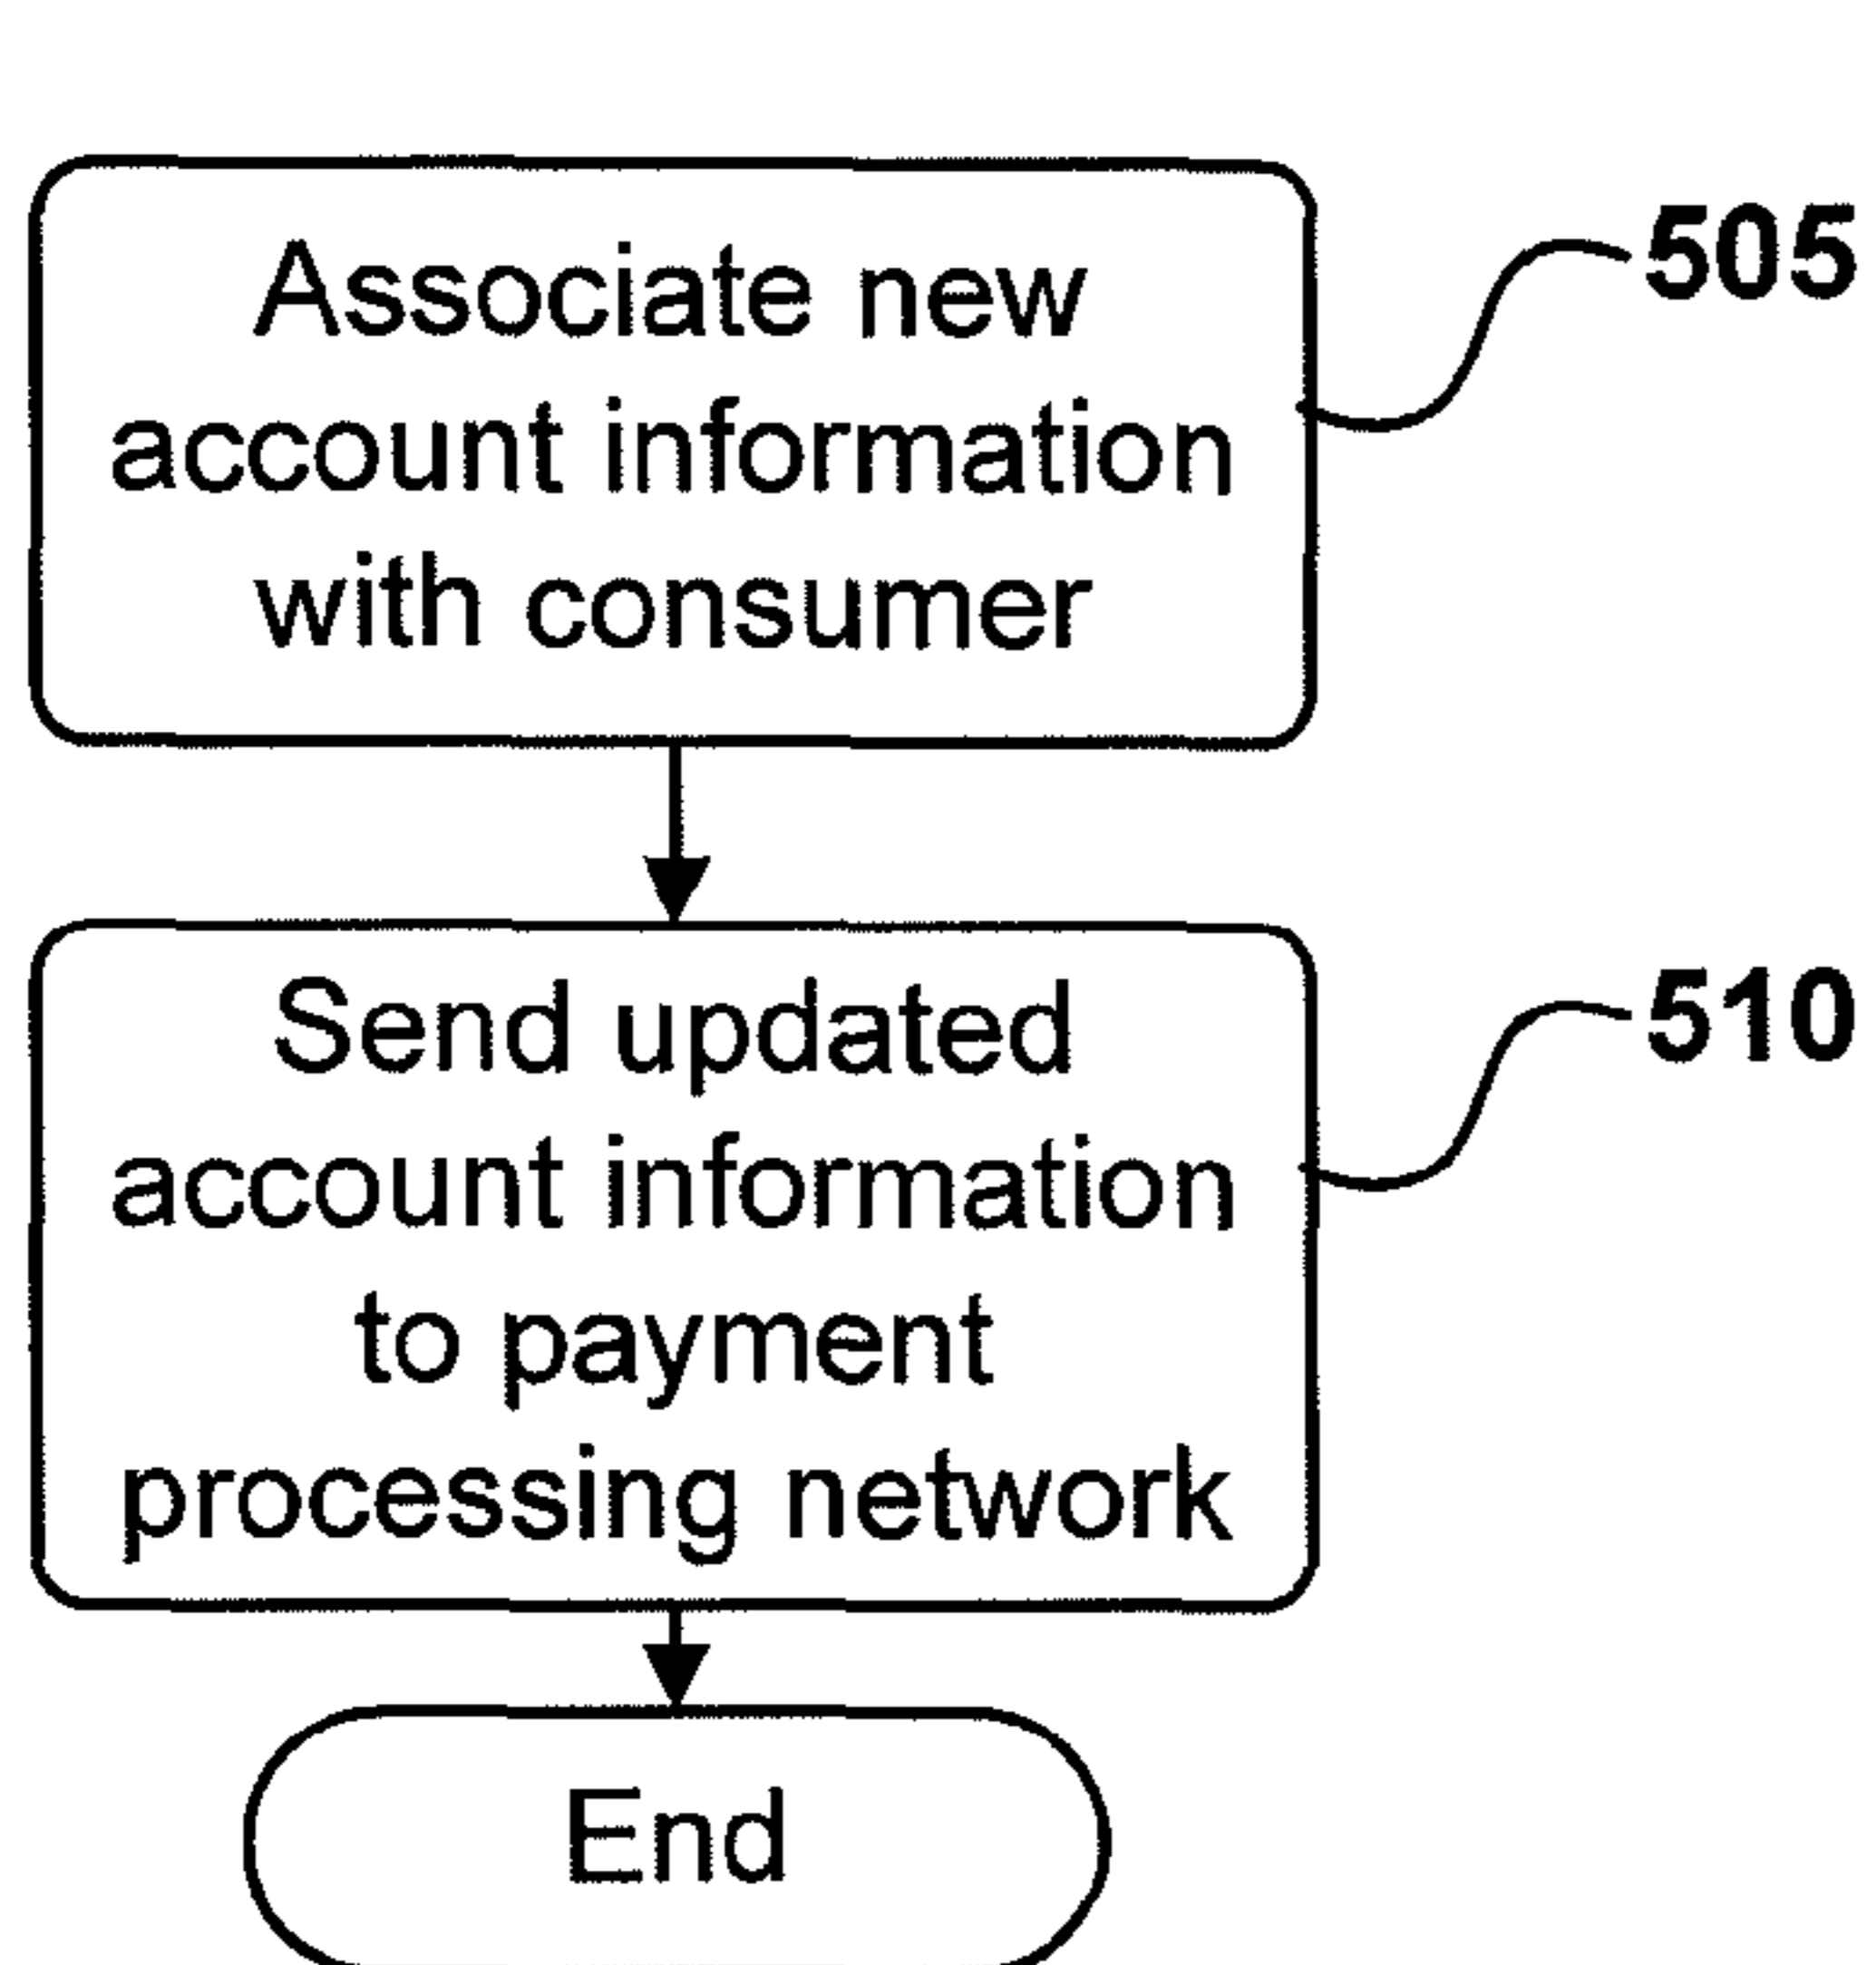 Associate new
account information
with consumer
505
Send updated
account information
to payment
processing network
510
End